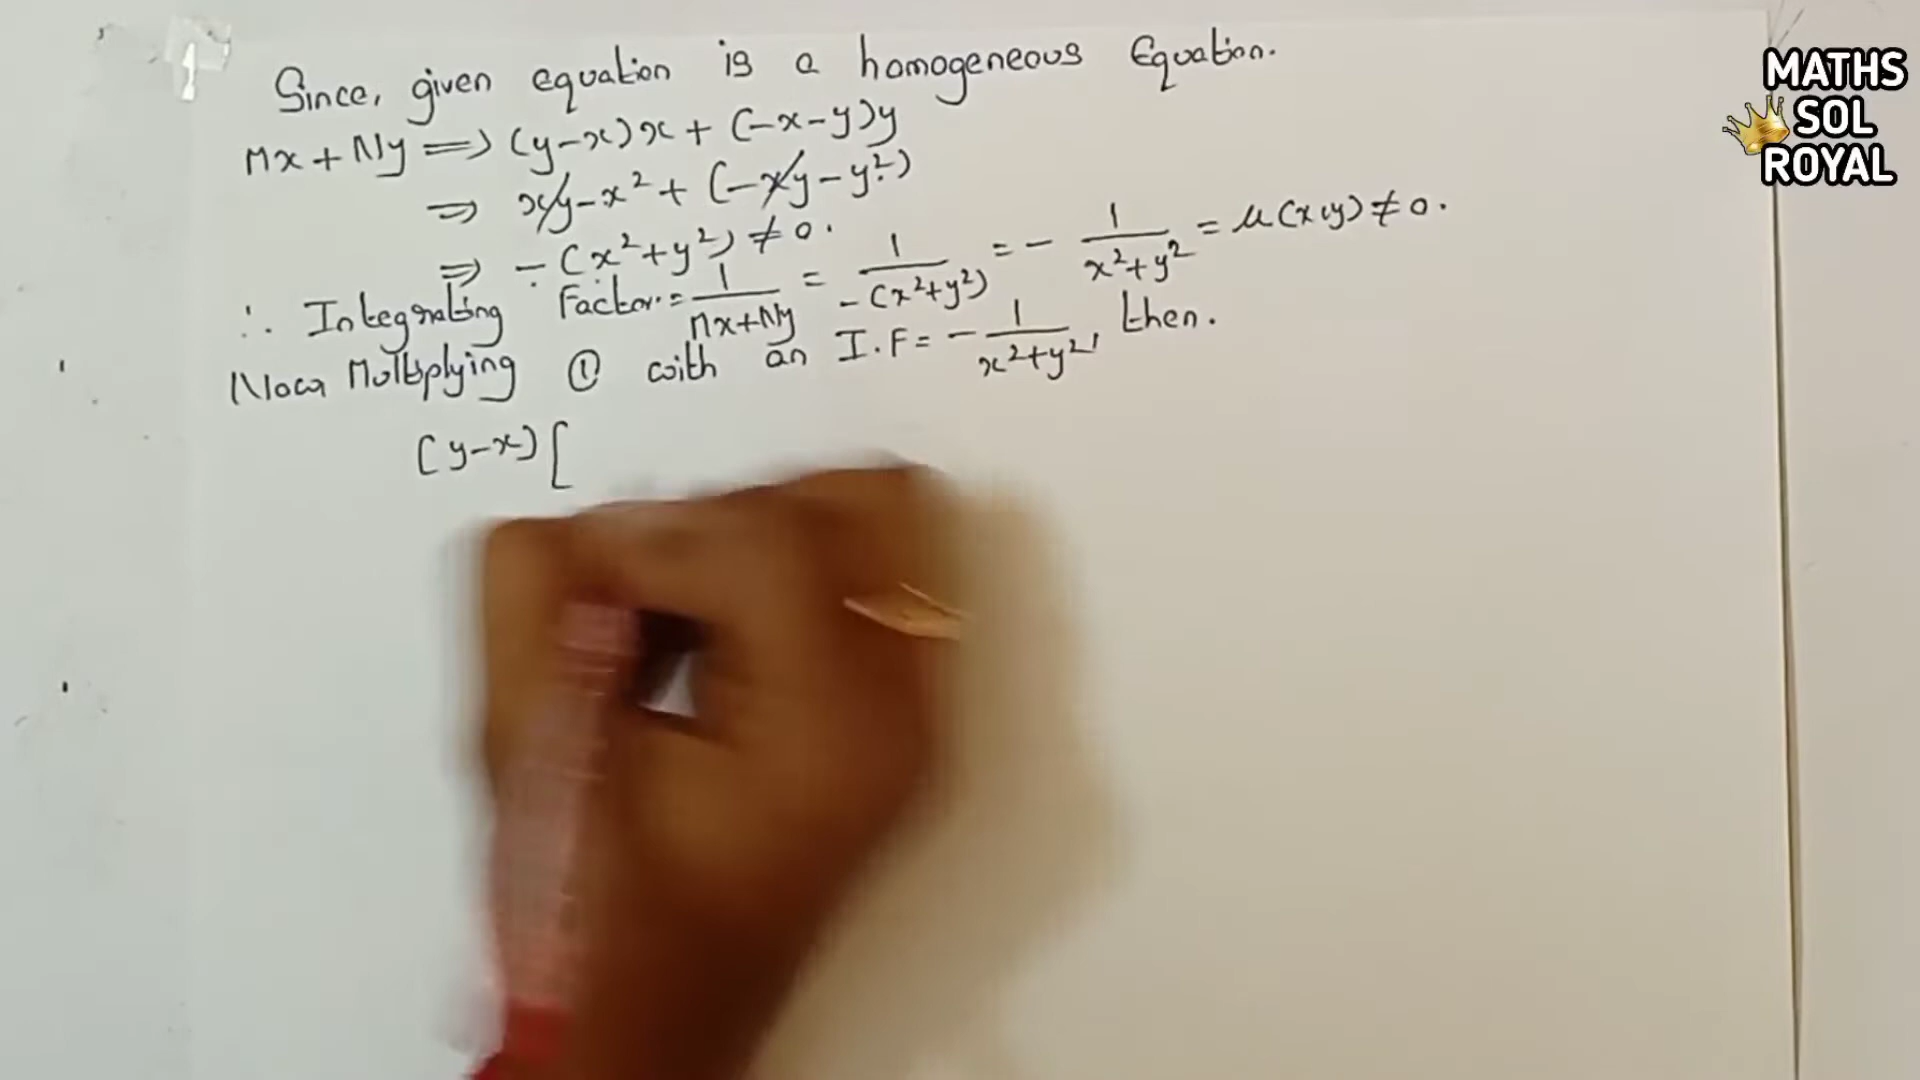 Since, given equation is a homogeneous Equation.
Mx + Ny ⟹ (y-x)x + (-x-y)y
⇒ xy-x² + (-xy-y²)
⇒ -(x²+y²) ≠ 0.
∴ Integrating Factor = 1/(Mx+Ny) = 1/-(x²+y²) = - 1/(x²+y²) = μ(x,y) ≠ 0.
Now Multiplying ① with an I.F = - 1/(x²+y²), then.
(y-x) [
MATHS
SOL
ROYAL